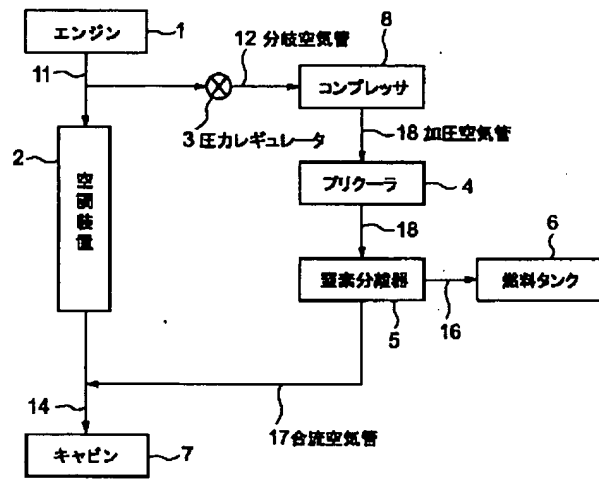 エンジン
1
11
12 分岐空気管
8
コンプレッサ
3 圧力レギュレータ
18 加圧空気管
2
空調装置
プリクーラ
4
18
6
窒素分離器
燃料タンク
5
16
14
17 合流空気管
キャビン
7